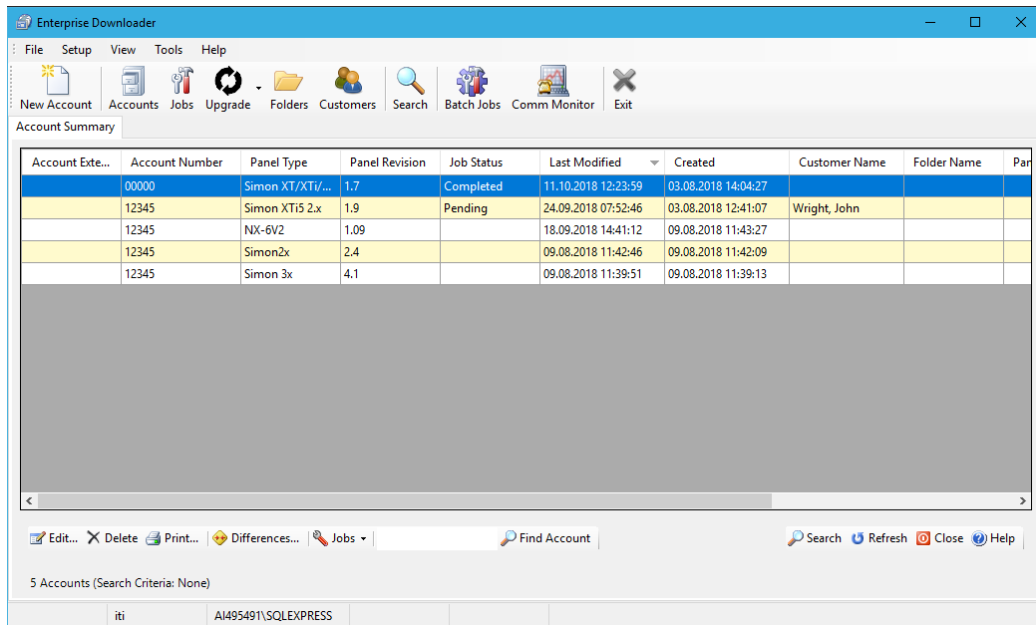 Enterprise Downloader
File Setup View Tools Help
New Account Accounts Jobs Upgrade Folders Customers Search Batch Jobs Comm Monitor Exit
Account Summary
Account Exte... Account Number Panel Type Panel Revision Job Status Last Modified Created Customer Name Folder Name Par
00000 Simon XT/XTi/... 1.7 Completed 11.10.2018 12:23:59 03.08.2018 14:04:27
12345 Simon XTi5 2.x 1.9 Pending 24.09.2018 07:52:46 03.08.2018 12:41:07 Wright, John
12345 NX-6V2 1.09 18.09.2018 14:41:12 09.08.2018 11:43:27
12345 Simon2x 2.4 09.08.2018 11:42:46 09.08.2018 11:42:09
12345 Simon 3x 4.1 09.08.2018 11:39:51 09.08.2018 11:39:13
Edit... Delete Print... Differences... Jobs Find Account Search Refresh Close Help
5 Accounts (Search Criteria: None)
iti AI495491\SQLEXPRESS